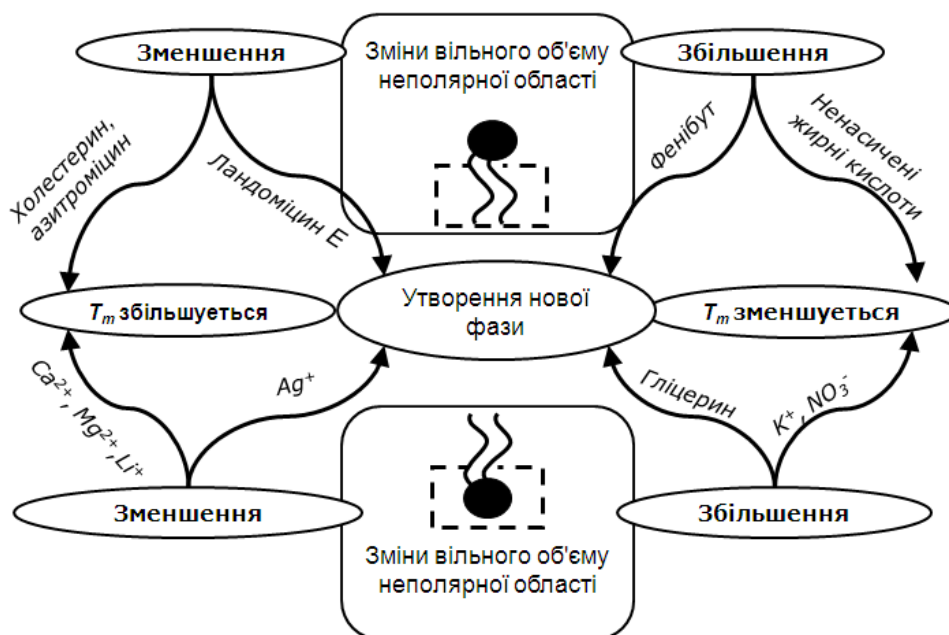 Зменшення
Зміни вільного об'єму
неполярної області
Збільшення
Холестерин,
азитроміцин
Ландоміцин E
Фенібут
Ненасичені
жирні кислоти
Tm збільшується
Утворення нової
фази
Tm зменшується
Ca²⁺, Mg²⁺,Li⁺
Ag⁺
Гліцерин
K⁺, NO₃⁻
Зменшення
Зміни вільного об'єму
неполярної області
Збільшення